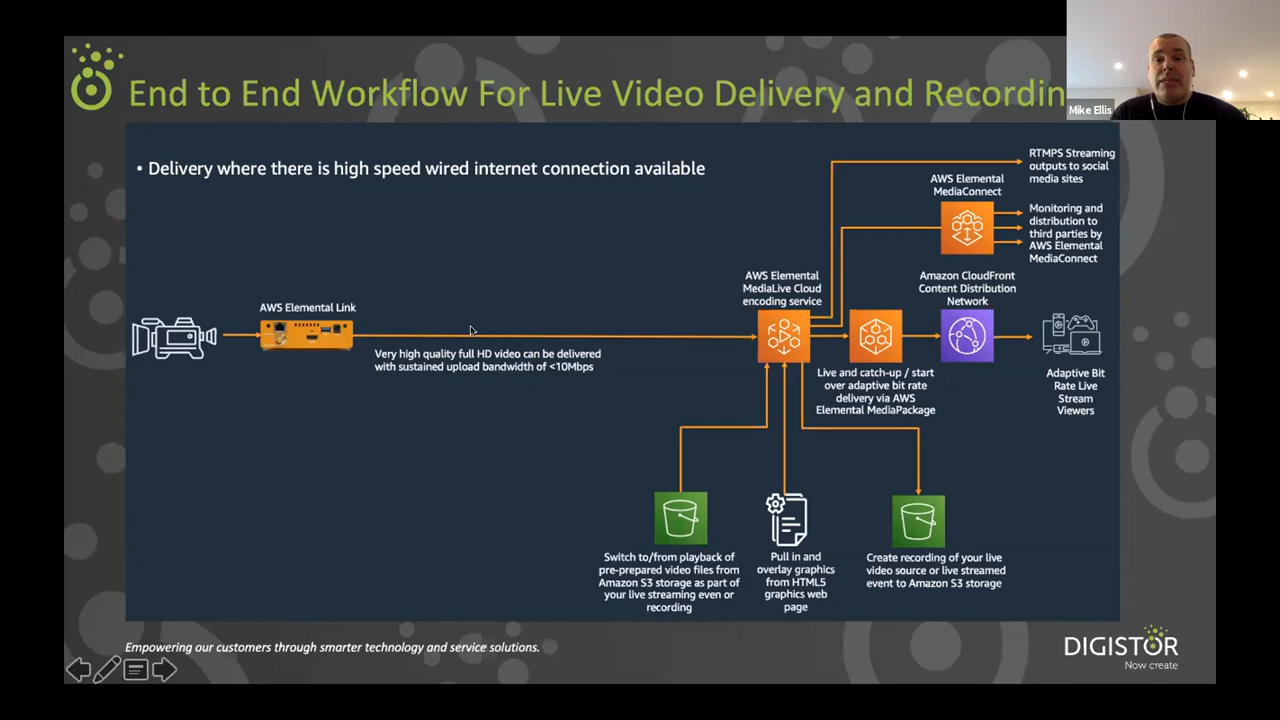 End to End Workflow For Live Video Delivery and Recordin
Mike Ellis
• Delivery where there is high speed wired internet connection available
RTMPS Streaming
outputs to social
media sites
AWS Elemental
MediaConnect
Monitoring and
distribution to
third parties by
AWS Elemental
MediaConnect
AWS Elemental
MediaLive Cloud
encoding service
Amazon CloudFront
Content Distribution
Network
AWS Elemental Link
Very high quality full HD video can be delivered
with sustained upload bandwidth of <10Mbps
Live and catch-up / start
over adaptive bit rate
delivery via AWS
Elemental MediaPackage
Adaptive Bit
Rate Live
Stream
Viewers
Switch to/from playback of
pre-prepared video files from
Amazon S3 storage as part of
your live streaming even or
recording
Pull in and
overlay graphics
from HTML5
graphics web
page
Create recording of your live
video source or live streamed
event to Amazon S3 storage
Empowering our customers through smarter technology and service solutions.
DIGISTOR
Now create